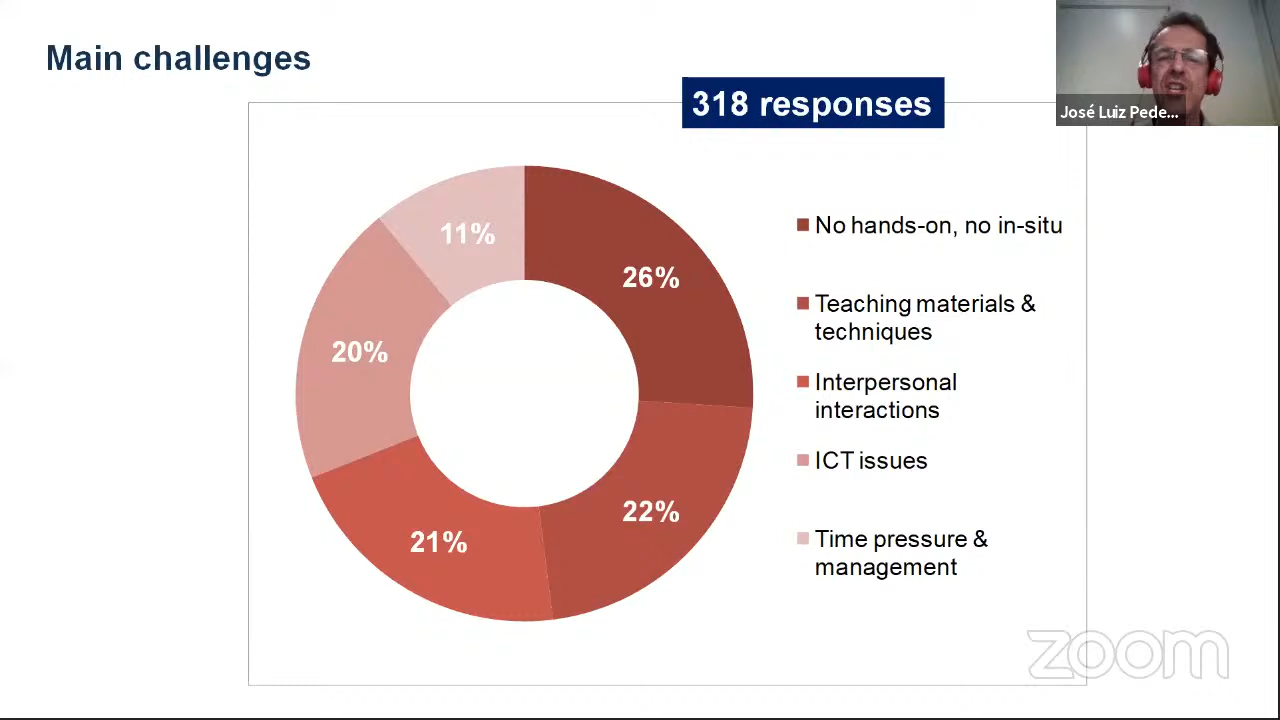 Main challenges
318 responses
José Luiz Pede...
11%
26%
20%
22%
21%
No hands-on, no in-situ
Teaching materials &
techniques
Interpersonal
interactions
ICT issues
Time pressure &
management
zoom